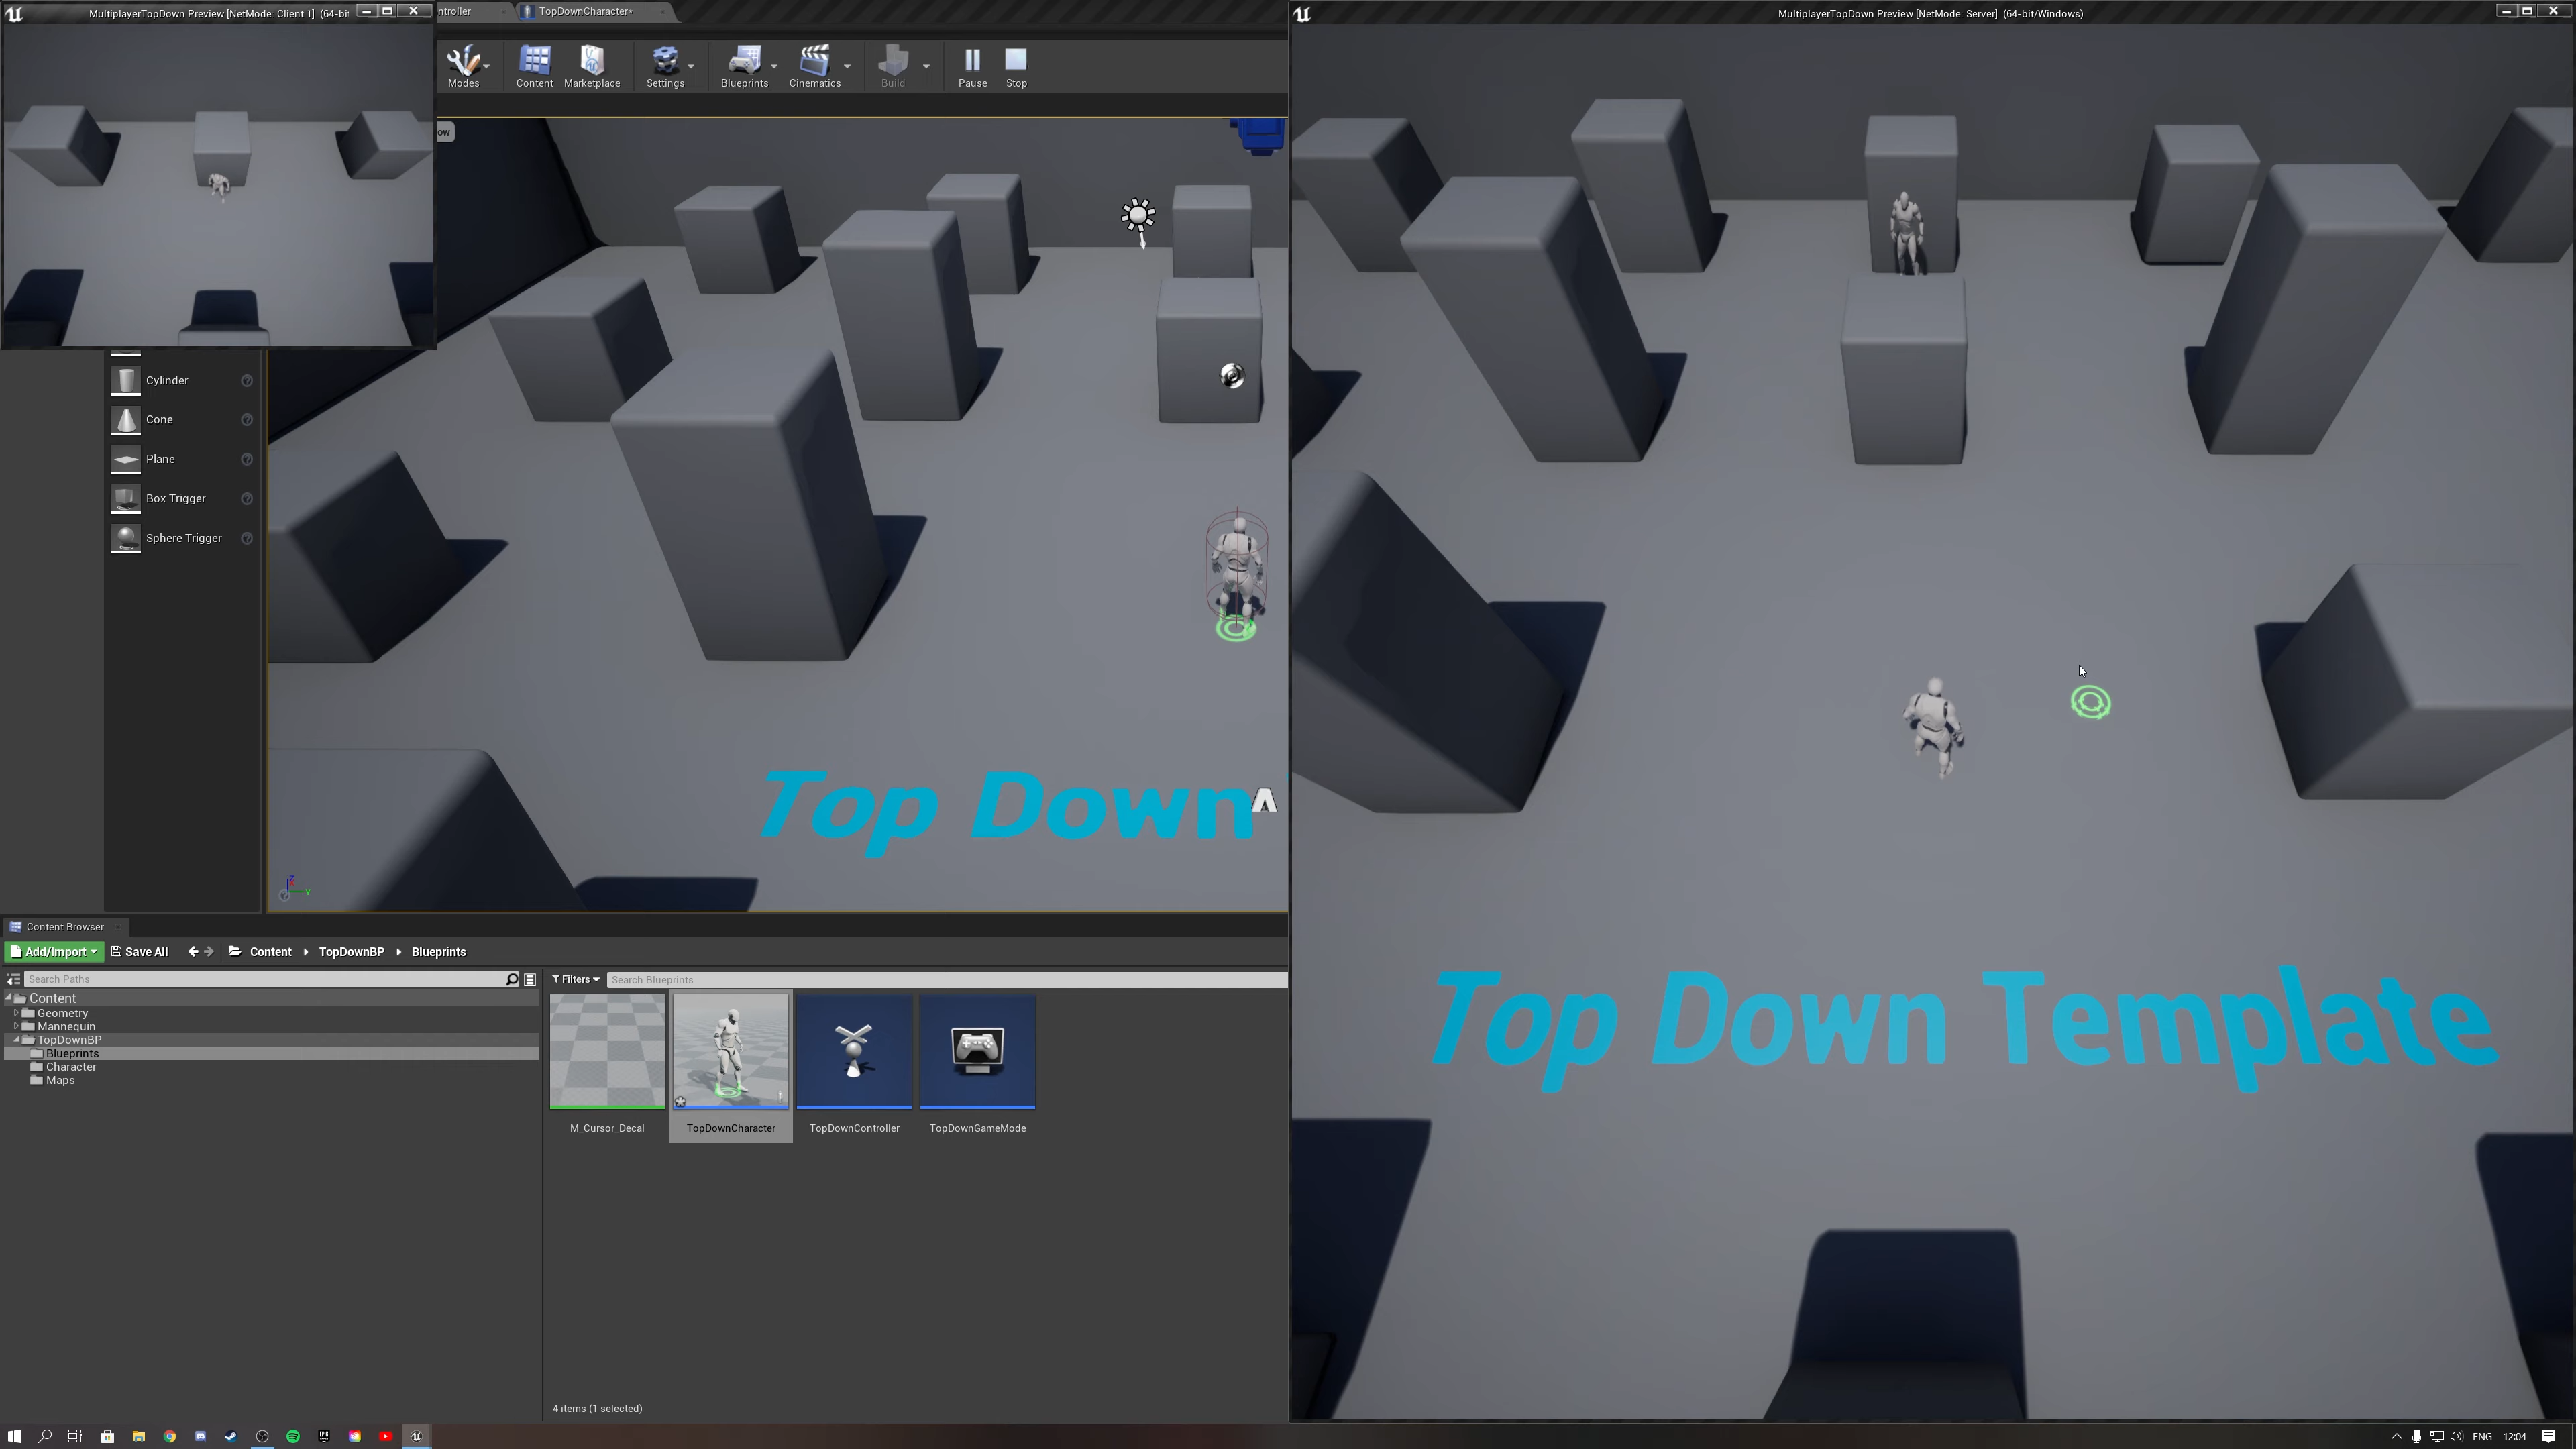 MultiplayerTopDown Preview [NetMode: Client 1] (64-bit
ntroller
TopDownCharacter*
MultiplayerTopDown Preview [NetMode: Server] (64-bit/Windows)
Modes
Content
Marketplace
Settings
Blueprints
Cinematics
Build
Pause
Stop
ow
Cylinder
Cone
Plane
Box Trigger
Sphere Trigger
Top Down
Z
Y
Top Down Template
Content Browser
Add/Import
Save All
Content
TopDownBP
Blueprints
Search Paths
Filters
Search Blueprints
Content
Geometry
Mannequin
TopDownBP
Blueprints
Character
Maps
M_Cursor_Decal
TopDownCharacter
TopDownController
TopDownGameMode
4 items (1 selected)
ENG
12:04